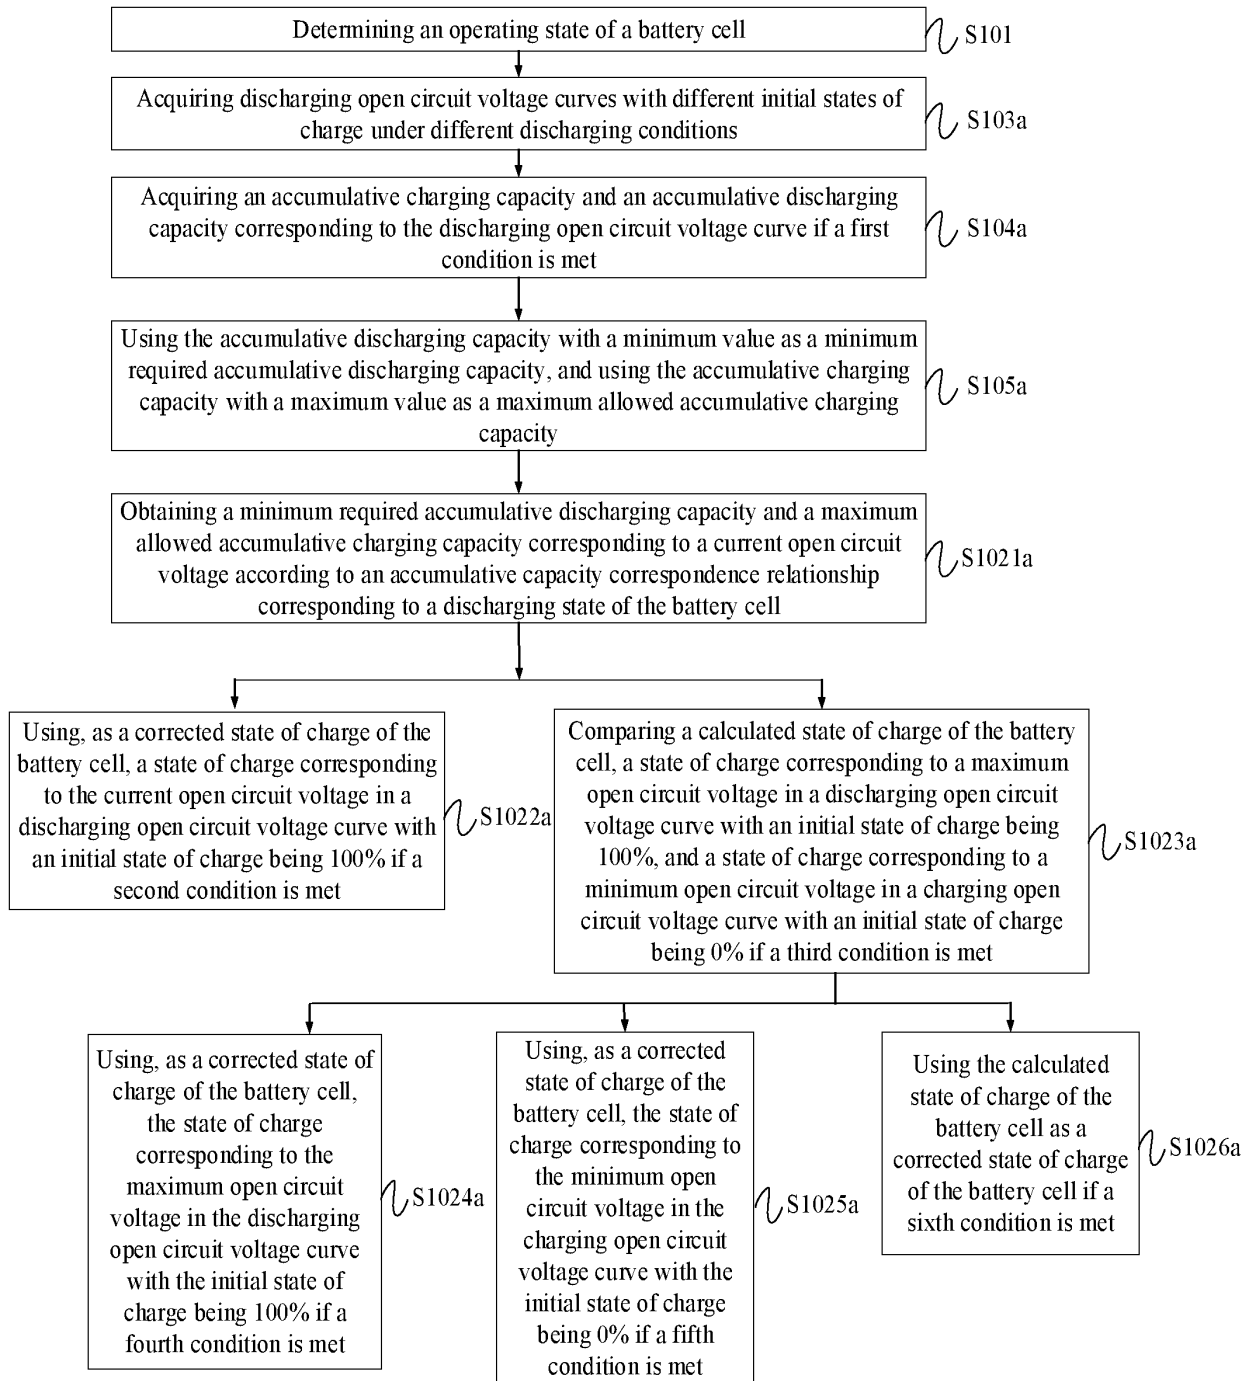 Determining an operating state of a battery cell
S101
Acquiring discharging open circuit voltage curves with different initial states of
charge under different discharging conditions
S103a
Acquiring an accumulative charging capacity and an accumulative discharging
capacity corresponding to the discharging open circuit voltage curve if a first
condition is met
S104a
Using the accumulative discharging capacity with a minimum value as a minimum
required accumulative discharging capacity, and using the accumulative charging
capacity with a maximum value as a maximum allowed accumulative charging
capacity
S105a
Obtaining a minimum required accumulative discharging capacity and a maximum
allowed accumulative charging capacity corresponding to a current open circuit
voltage according to an accumulative capacity correspondence relationship
corresponding to a discharging state of the battery cell
S1021a
Using, as a corrected state of charge of the
battery cell, a state of charge corresponding
to the current open circuit voltage in a
discharging open circuit voltage curve with
an initial state of charge being 100% if a
second condition is met
S1022a
Comparing a calculated state of charge of the battery
cell, a state of charge corresponding to a maximum
open circuit voltage in a discharging open circuit
voltage curve with an initial state of charge being
100%, and a state of charge corresponding to a
minimum open circuit voltage in a charging open
circuit voltage curve with an initial state of charge
being 0% if a third condition is met
S1023a
Using, as a corrected state of
charge of the battery cell,
the state of charge
corresponding to the
maximum open circuit
voltage in the discharging
open circuit voltage curve
with the initial state of
charge being 100% if a
fourth condition is met
S1024a
Using, as a corrected
state of charge of the
battery cell, the state of
charge corresponding to
the minimum open
circuit voltage in the
charging open circuit
voltage curve with the
initial state of charge
being 0% if a fifth
condition is met
S1025a
Using the calculated
state of charge of the
battery cell as a
corrected state of charge
of the battery cell if a
sixth condition is met
S1026a